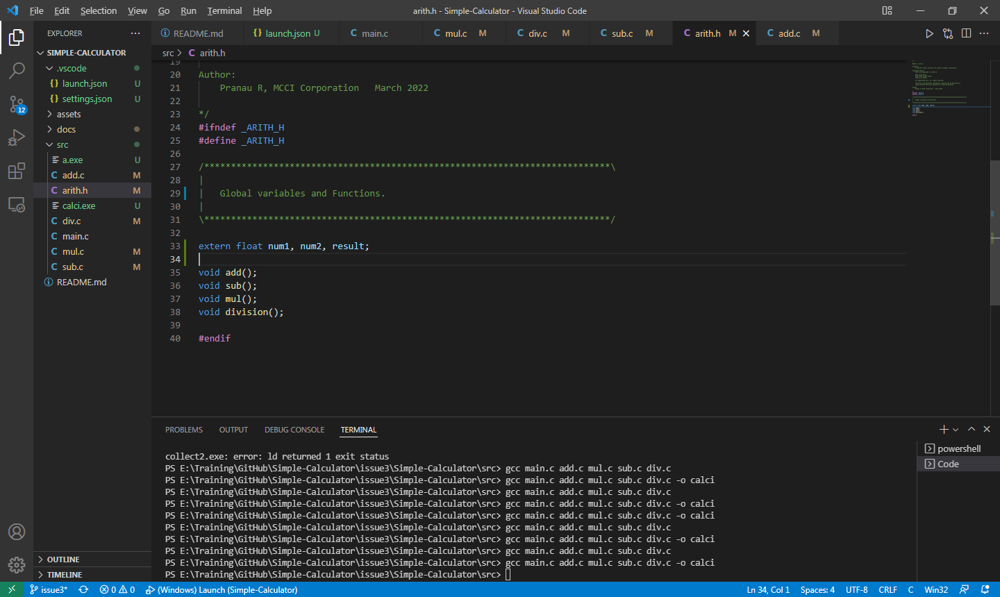 File Edit Selection View Go Run Terminal Help
arith.h - Simple-Calculator - Visual Studio Code
EXPLORER
SIMPLE-CALCULATOR
.vscode
launch.json U
settings.json U
assets
docs
src
a.exe U
add.c M
arith.h M
calci.exe U
div.c M
main.c
mul.c M
sub.c M
README.md
OUTLINE
TIMELINE
12
README.md launch.json U main.c mul.c M div.c M sub.c M arith.h M add.c M
src > arith.h
19
20 Author:
21 Pranau R, MCCI Corporation March 2022
22
23 */
24 #ifndef _ARITH_H
25 #define _ARITH_H
26
27 /****************************************************************************\
28 |
29 | Global variables and Functions.
30 |
31 \****************************************************************************/
32
33 extern float num1, num2, result;
34
35 void add();
36 void sub();
37 void mul();
38 void division();
39
40 #endif
PROBLEMS OUTPUT DEBUG CONSOLE TERMINAL
collect2.exe: error: ld returned 1 exit status
PS E:\Training\GitHub\Simple-Calculator\issue3\Simple-Calculator\src> gcc main.c add.c mul.c sub.c div.c
PS E:\Training\GitHub\Simple-Calculator\issue3\Simple-Calculator\src> gcc main.c add.c mul.c sub.c div.c -o calci
PS E:\Training\GitHub\Simple-Calculator\issue3\Simple-Calculator\src> gcc main.c add.c mul.c sub.c div.c
PS E:\Training\GitHub\Simple-Calculator\issue3\Simple-Calculator\src> gcc main.c add.c mul.c sub.c div.c -o calci
PS E:\Training\GitHub\Simple-Calculator\issue3\Simple-Calculator\src> gcc main.c add.c mul.c sub.c div.c -o calci
PS E:\Training\GitHub\Simple-Calculator\issue3\Simple-Calculator\src> gcc main.c add.c mul.c sub.c div.c
PS E:\Training\GitHub\Simple-Calculator\issue3\Simple-Calculator\src> gcc main.c add.c mul.c sub.c div.c -o calci
PS E:\Training\GitHub\Simple-Calculator\issue3\Simple-Calculator\src> gcc main.c add.c mul.c sub.c div.c
PS E:\Training\GitHub\Simple-Calculator\issue3\Simple-Calculator\src> gcc main.c add.c mul.c sub.c div.c -o calci
PS E:\Training\GitHub\Simple-Calculator\issue3\Simple-Calculator\src>
powershell
Code
issue3* 0 0 (Windows) Launch (Simple-Calculator) Ln 34, Col 1 Spaces: 4 UTF-8 CRLF C Win32